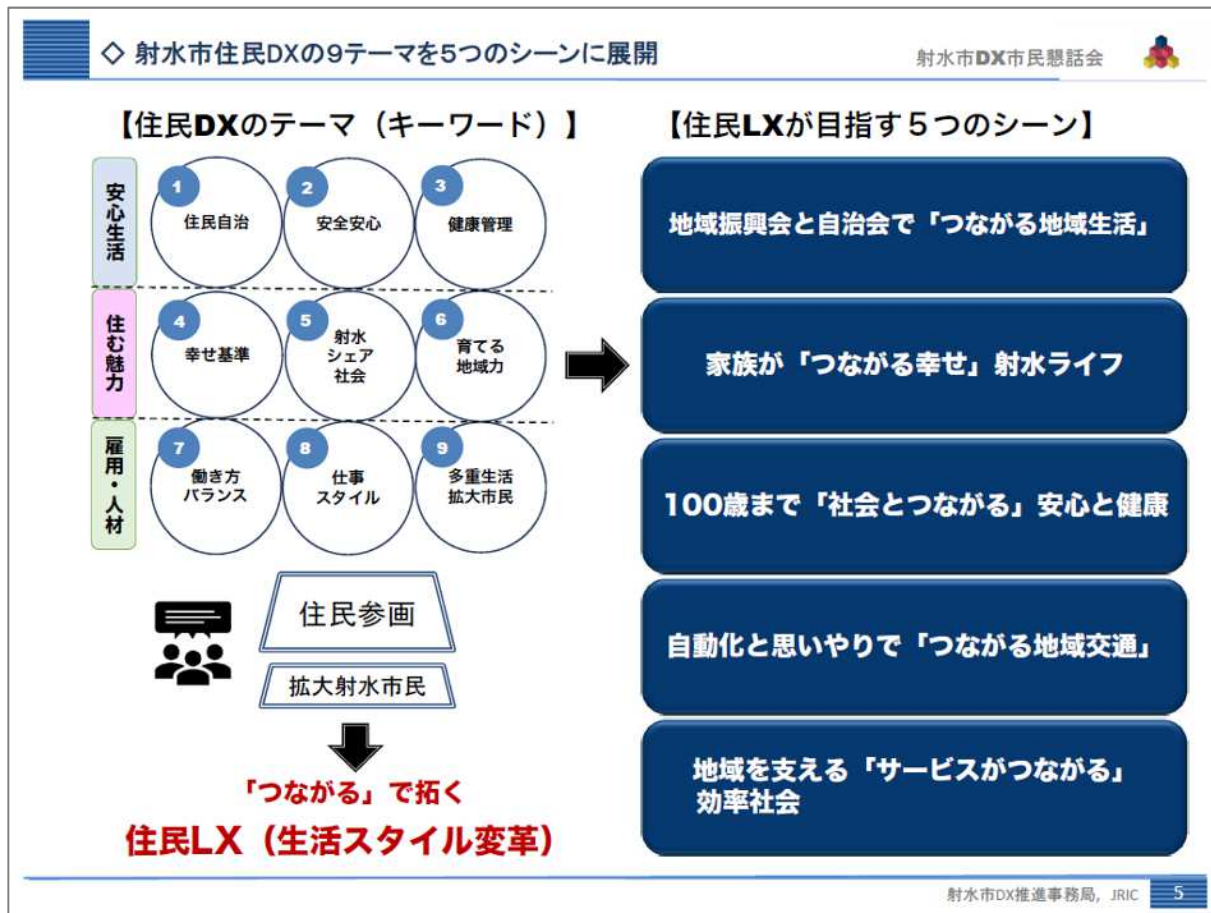 ◇ 射水市住民DXの9テーマを5つのシーンに展開
射水市DX市民懇話会
【住民DXのテーマ（キーワード）】
安心生活
1
住民自治
2
安全安心
3
健康管理
住む魅力
4
幸せ基準
5
射水
シェア
社会
6
育てる
地域力
雇用・人材
7
働き方
バランス
8
仕事
スタイル
9
多重生活
拡大市民
住民参画
拡大射水市民
「つながる」で拓く
住民LX（生活スタイル変革）
【住民LXが目指す５つのシーン】
地域振興会と自治会で「つながる地域生活」
家族が「つながる幸せ」射水ライフ
100歳まで「社会とつながる」安心と健康
自動化と思いやりで「つながる地域交通」
地域を支える「サービスがつながる」
効率社会
射水市DX推進事務局，JRIC
5